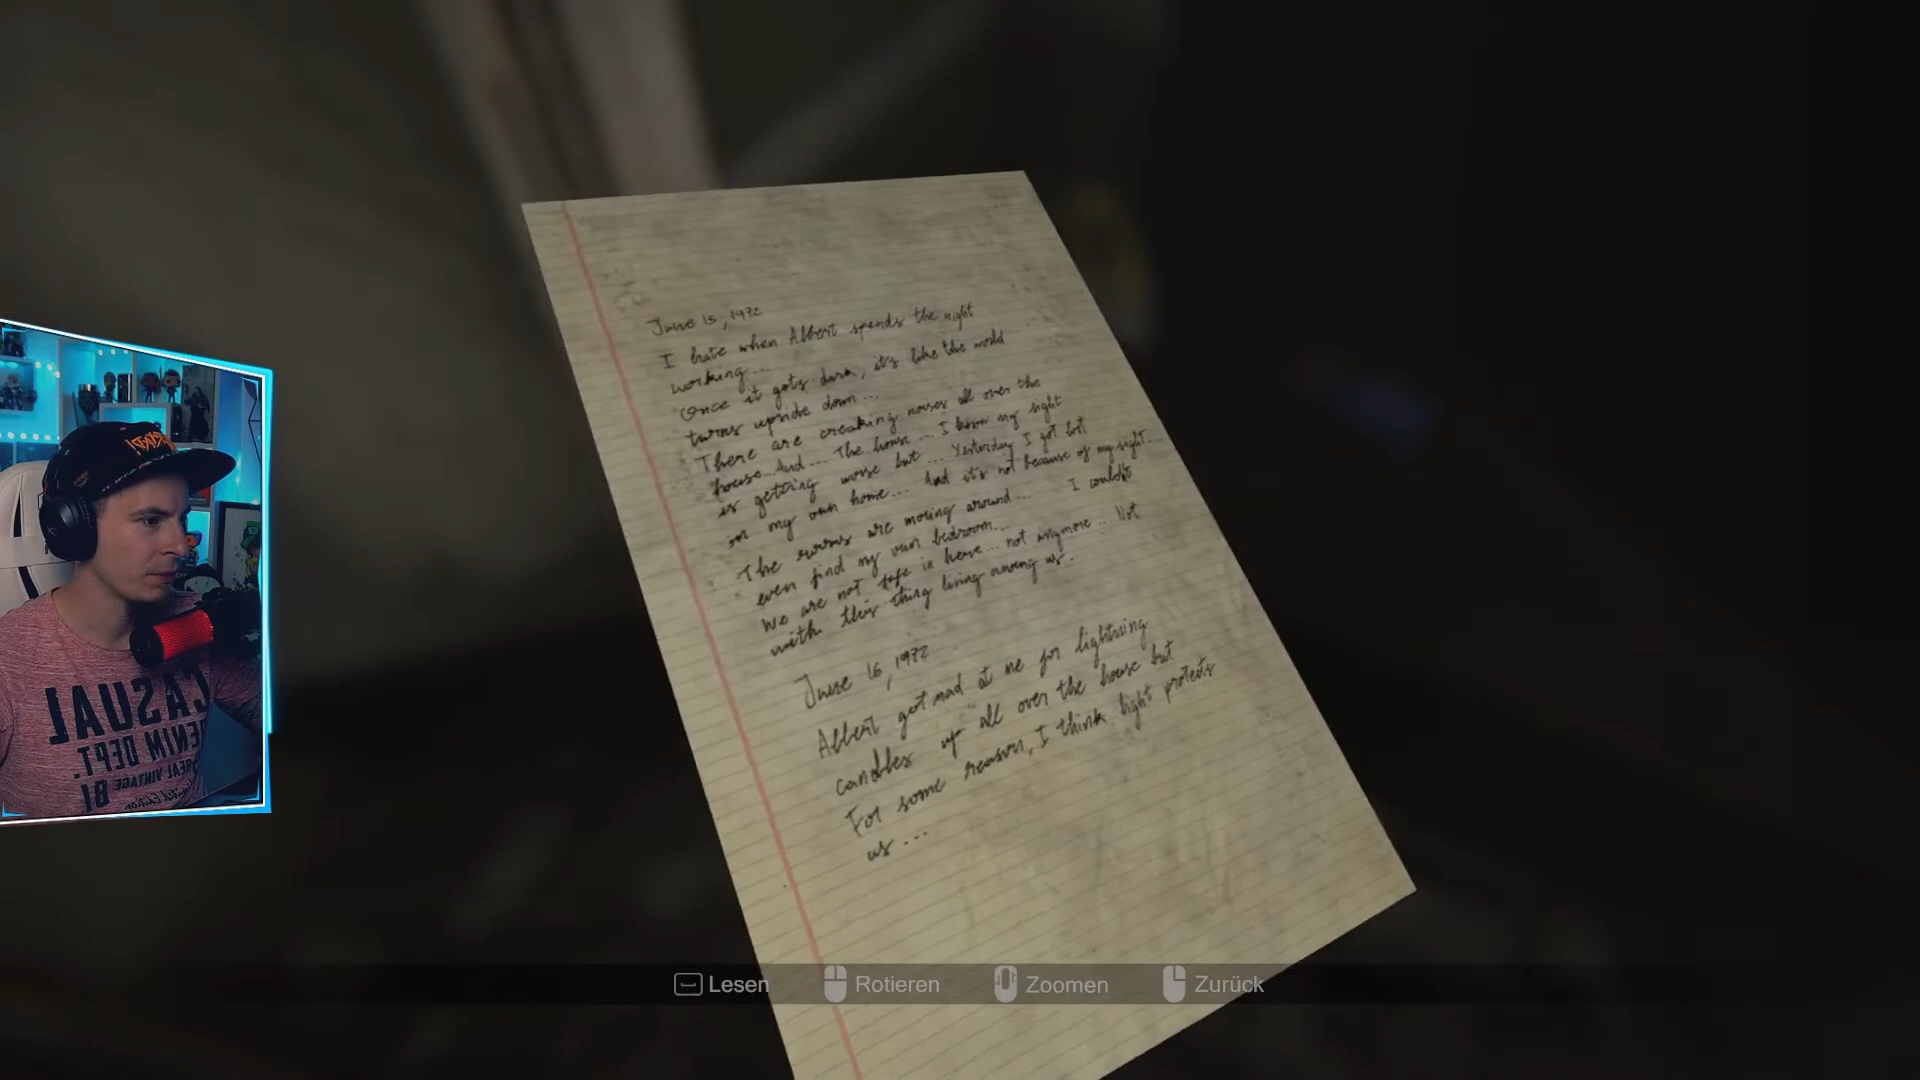 June 15, 1972
I hate when Albert spends the night
working...
Once it gets dark, it's like the world
turns upside down...
There are creaking noises all over the
house. And... The house... I know my sight
is getting worse but... Yesterday I got lost
in my own home... And it's not because of my sight...
The rooms are moving around... I couldn't
even find my own bedroom...
We are not safe in here... not anymore... Not
with this thing living among us.
June 16, 1972
Albert got mad at me for lightning
candles up all over the house but
For some reason, I think light protects
us...
CASUAL
DENIM DEPT.
REAL VINTAGE
Lesen Rotieren Zoomen Zurück